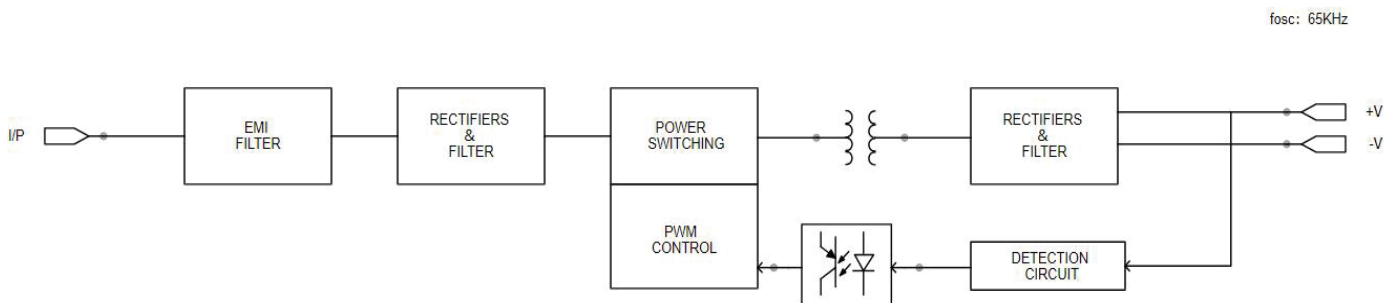 fosc: 65KHz
I/P
EMI
FILTER
RECTIFIERS
&
FILTER
POWER
SWITCHING
RECTIFIERS
&
FILTER
+V
-V
PWM
CONTROL
DETECTION
CIRCUIT